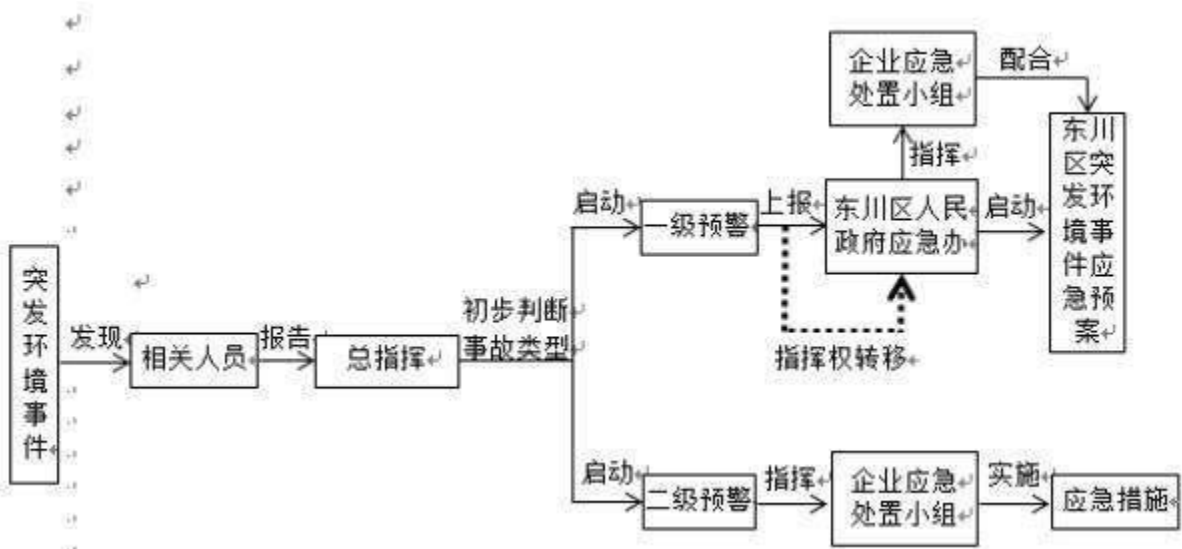 企业应急
处置小组
配合
东川
区突
发环
境事
件应
急预
案
指挥
启动
一级预警
上报
东川区人民
政府应急办
启动
突
发
环
境
事
件
发现
相关人员
报告
总指挥
初步判断
事故类型
指挥权转移
启动
二级预警
指挥
企业应急
处置小组
实施
应急措施